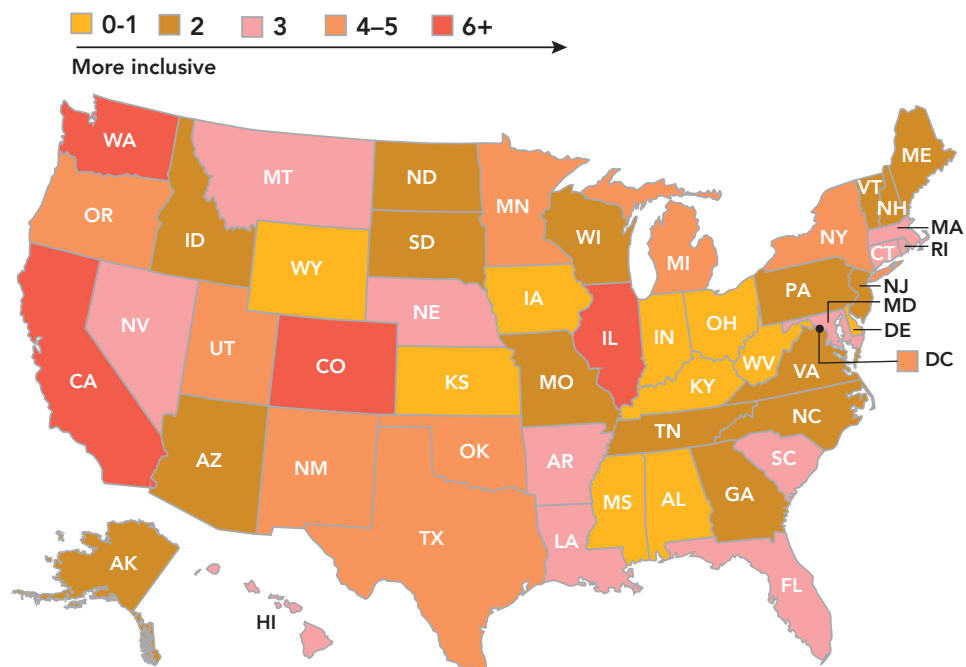 0-1 2 3 4–5 6+
More inclusive
WA
MT
ND
MN
ME
VT
NH
OR
ID
SD
WI
MI
NY
MA
CT
RI
WY
NJ
PA
MD
NV
NE
IA
IL
IN
OH
DE
UT
CO
DC
CA
KS
MO
WV
VA
KY
AZ
NM
OK
AR
TN
NC
SC
MS
AL
GA
TX
LA
AK
FL
HI